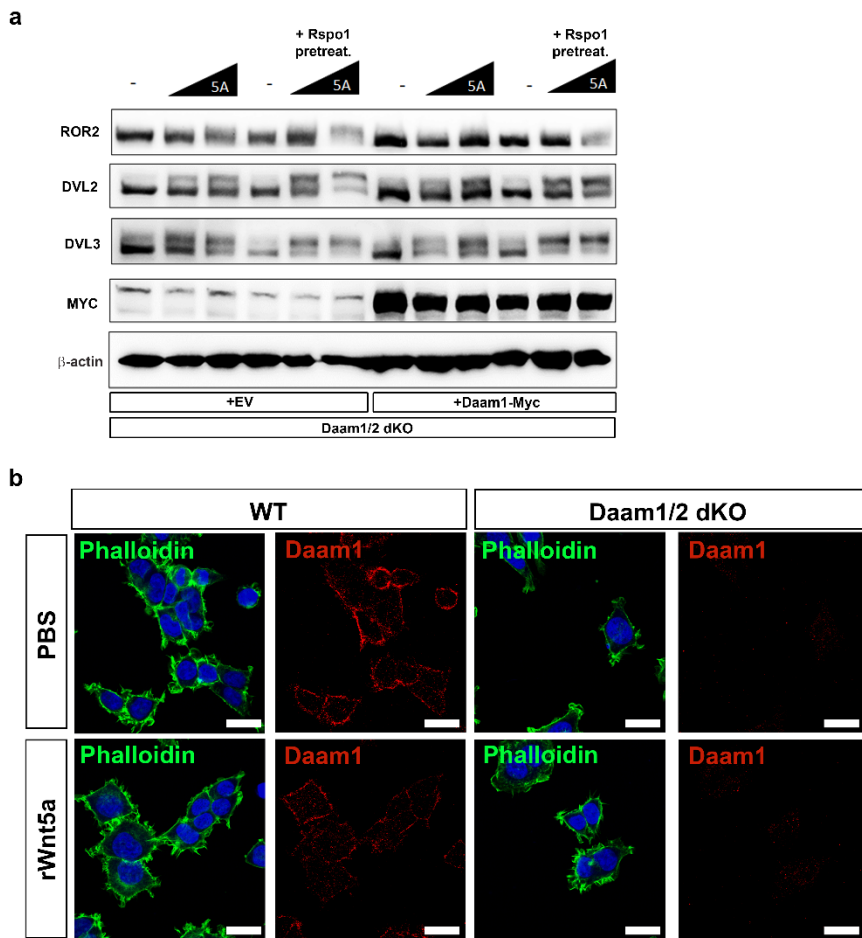 a
+ Rspo1
pretreat.
+ Rspo1
pretreat.
- 5A - 5A - 5A - 5A
ROR2
DVL2
DVL3
MYC
β-actin
+EV +Daam1-Myc
Daam1/2 dKO
b
WT Daam1/2 dKO
PBS
Phalloidin Daam1 Phalloidin Daam1
rWnt5a
Phalloidin Daam1 Phalloidin Daam1